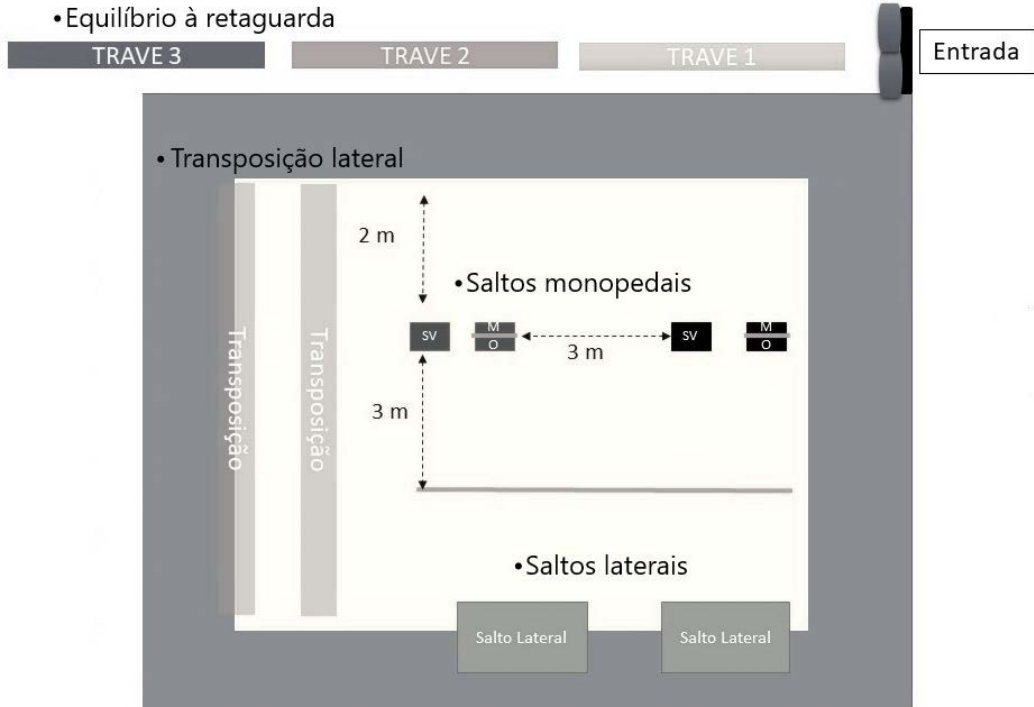 •Equilíbrio à retaguarda
TRAVE 3
TRAVE 2
TRAVE 1
Entrada
• Transposição lateral
2 m
•Saltos monopedais
SV
M
O
3 m
SV
M
O
3 m
Transposição
Transposição
•Saltos laterais
Salto Lateral
Salto Lateral